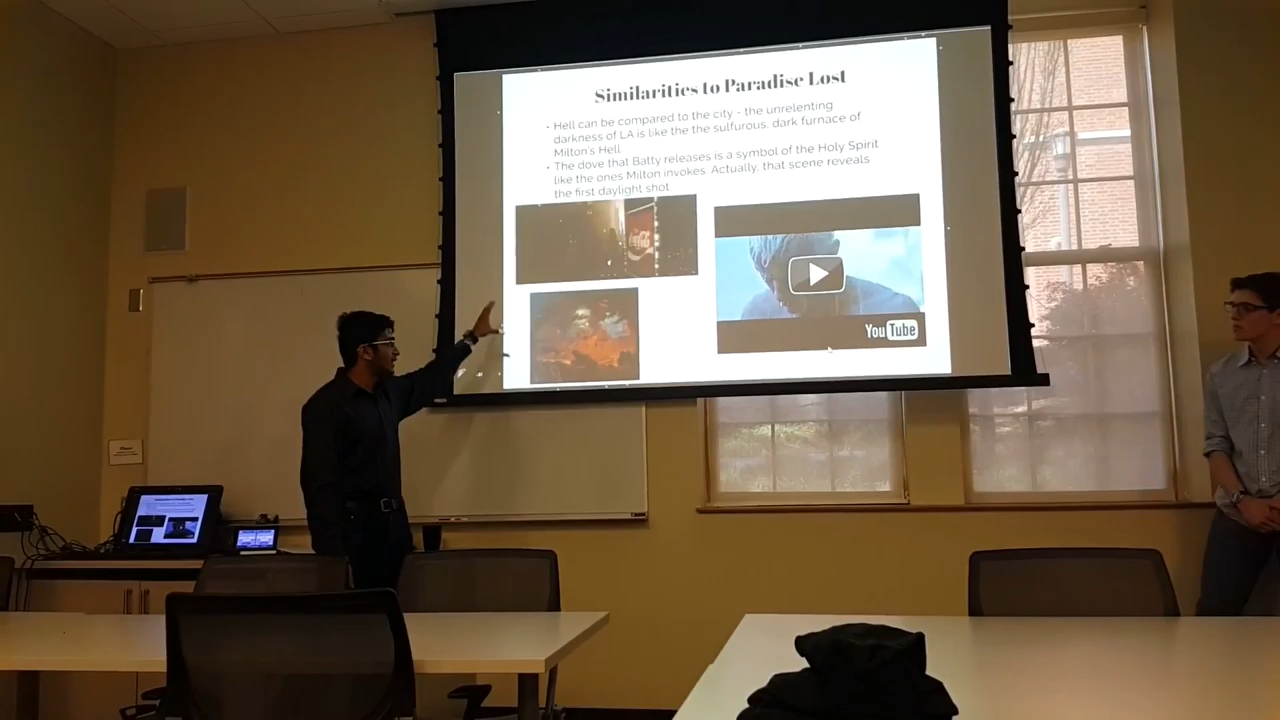 Similarities to Paradise Lost
• Hell can be compared to the city - the unrelenting
darkness of LA is like the the sulfurous, dark furnace of
Milton's Hell
• The dove that Batty releases is a symbol of the Holy Spirit
like the ones Milton invokes. Actually, that scene reveals
the first daylight shot
Coca-Cola
YouTube